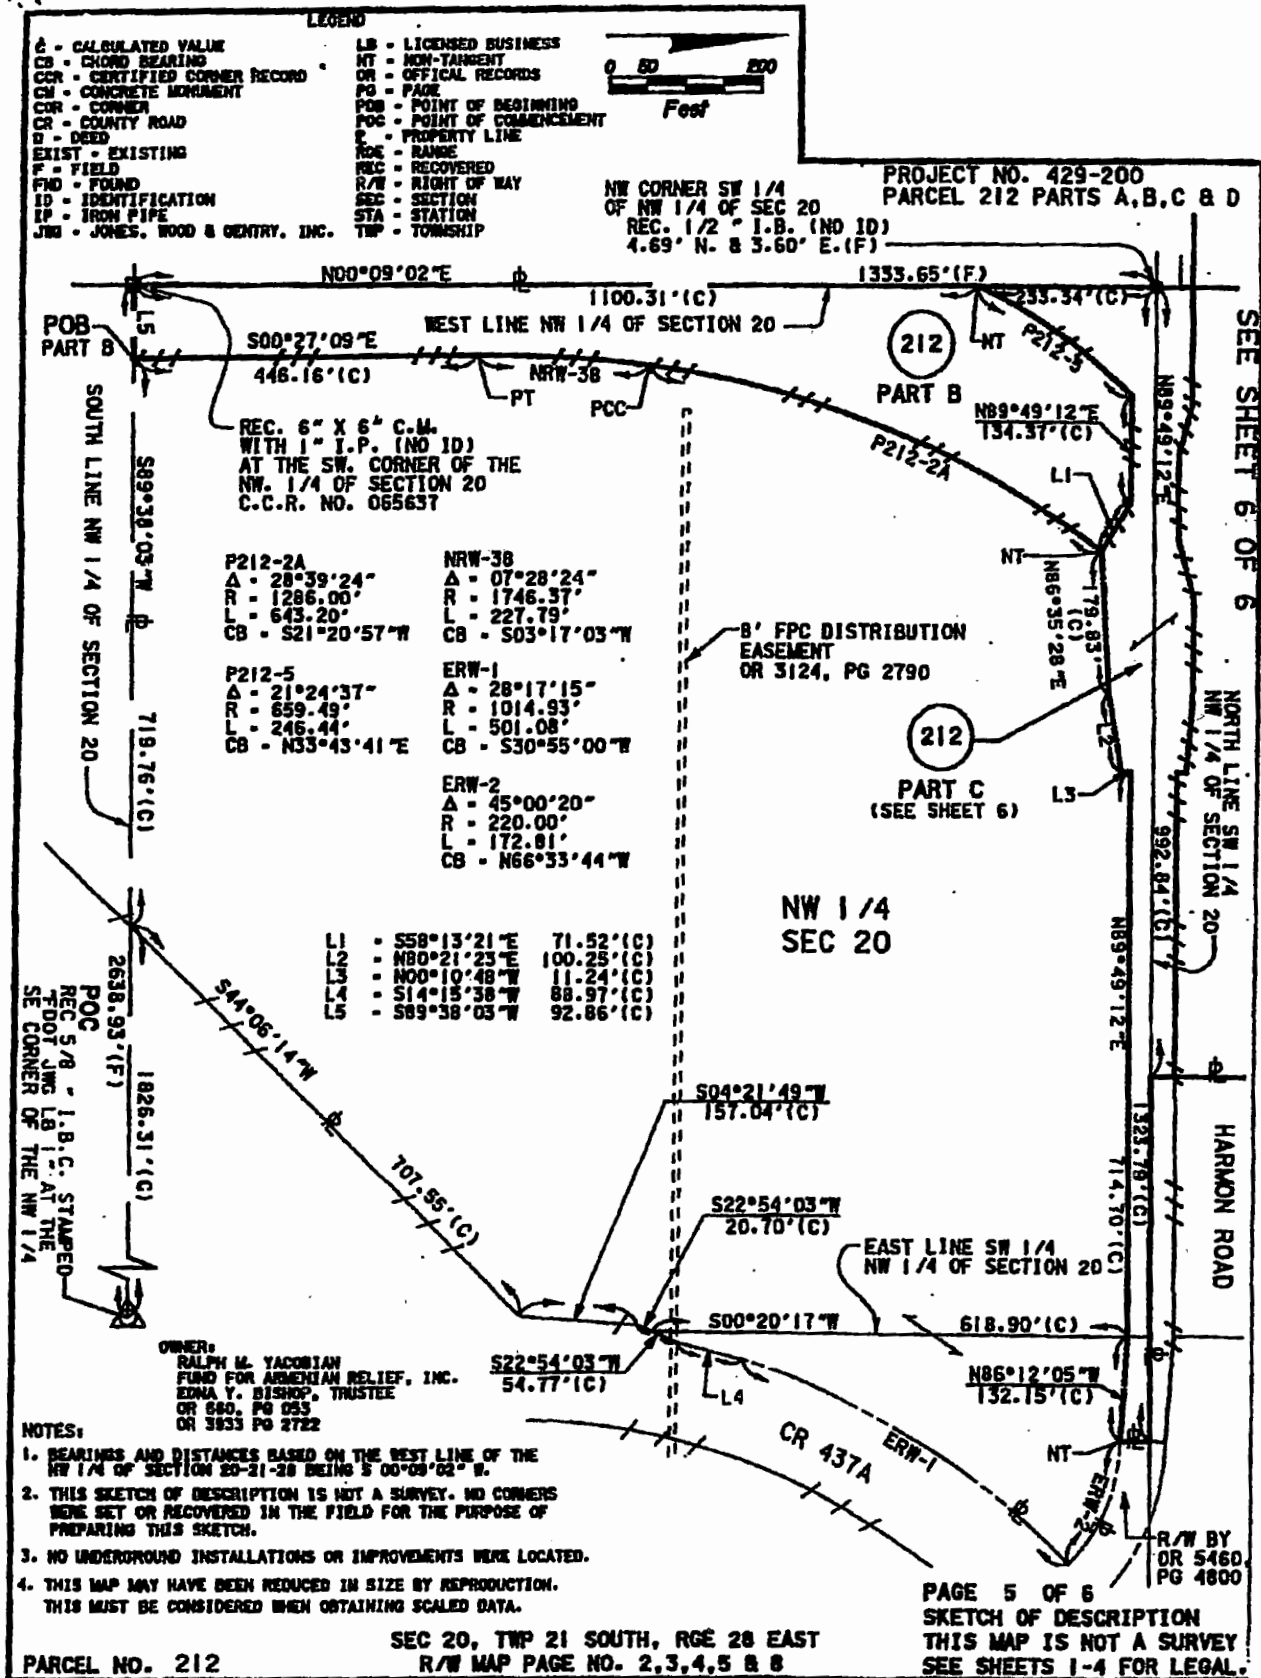 LEGEND
₵ - CALCULATED VALUE
CB - CHORD BEARING
CCR - CERTIFIED CORNER RECORD
CM - CONCRETE MONUMENT
COR - CORNER
CR - COUNTY ROAD
D - DEED
EXIST - EXISTING
F - FIELD
FND - FOUND
ID - IDENTIFICATION
IP - IRON PIPE
JWG - JONES, WOOD & GENTRY, INC.
LB - LICENSED BUSINESS
NT - NON-TANGENT
OR - OFFICAL RECORDS
PG - PAGE
POB - POINT OF BEGINNING
POC - POINT OF COMMENCEMENT
℄ - PROPERTY LINE
RGE - RANGE
REC - RECOVERED
R/W - RIGHT OF WAY
SEC - SECTION
STA - STATION
TWP - TOWNSHIP
0 50 200
Feet
PROJECT NO. 429-200
PARCEL 212 PARTS A,B,C & D
NW CORNER SW 1/4
OF NW 1/4 OF SEC 20
REC. 1/2 " I.B. (NO ID)
4.69' N. & 3.60' E.(F)
N00°09'02"E
1333.65'(F)
1100.31'(C)
233.34'(C)
WEST LINE NW 1/4 OF SECTION 20
POB
PART B
L5
S00°27'09"E
446.16'(C)
NRW-3B
PT
PCC
212
PART B
NT
P212-5
N89°49'12"E
134.37'(C)
N89°49'12"E
SEE SHEET 6 OF 6
P212-2A
L1
NT
REC. 6" X 6" C.M.
WITH 1" I.P. (NO ID)
AT THE SW. CORNER OF THE
NW. 1/4 OF SECTION 20
C.C.R. NO. 065637
SOUTH LINE NW 1/4 OF SECTION 20
S89°38'03"W
719.76'(C)
P212-2A
Δ - 28°39'24"
R - 1286.00'
L - 643.20'
CB - S21°20'57"W
NRW-3B
Δ - 07°28'24"
R - 1746.37'
L - 227.79'
CB - S03°17'03"W
P212-5
Δ - 21°24'37"
R - 659.49'
L - 246.44'
CB - N33°43'41"E
ERW-1
Δ - 28°17'15"
R - 1014.93'
L - 501.08'
CB - S30°55'00"W
ERW-2
Δ - 45°00'20"
R - 220.00'
L - 172.81'
CB - N66°33'44"W
8' FPC DISTRIBUTION
EASEMENT
OR 3124, PG 2790
179.83'
(C)
N86°35'28"E
L2
L3
212
PART C
(SEE SHEET 6)
NORTH LINE SW 1/4
NW 1/4 OF SECTION 20
992.84'(C)
NW 1/4
SEC 20
L1 - S58°13'21"E 71.52'(C)
L2 - N80°21'23"E 100.25'(C)
L3 - N00°10'48"W 11.24'(C)
L4 - S14°15'38"W 88.97'(C)
L5 - S89°38'03"W 92.86'(C)
N89°49'12"E
714.70'(C)
1323.79'(C)
HARMON ROAD
S44°06'14"W
707.55'(C)
2638.93'(F)
1826.31'(C)
POC
REC 5/8 " I.B.C. STAMPED
"FDOT JWG LB 1" AT THE
SE CORNER OF THE NW 1/4
S04°21'49"W
157.04'(C)
S22°54'03"W
20.70'(C)
EAST LINE SW 1/4
NW 1/4 OF SECTION 20
S00°20'17"W
618.90'(C)
S22°54'03"W
54.77'(C)
L4
N86°12'05"W
132.15'(C)
CR 437A
ERW-1
NT
ERW-2
R/W BY
OR 5460,
PG 4800
OWNER:
RALPH M. YACOBIAN
FUND FOR ARMENIAN RELIEF, INC.
EDNA Y. BISHOP, TRUSTEE
OR 660, PG 053
OR 3933 PG 2722
NOTES:
1. BEARINGS AND DISTANCES BASED ON THE WEST LINE OF THE
NW 1/4 OF SECTION 20-21-28 BEING S 00°09'02" W.
2. THIS SKETCH OF DESCRIPTION IS NOT A SURVEY. NO CORNERS
WERE SET OR RECOVERED IN THE FIELD FOR THE PURPOSE OF
PREPARING THIS SKETCH.
3. NO UNDERGROUND INSTALLATIONS OR IMPROVEMENTS WERE LOCATED.
4. THIS MAP MAY HAVE BEEN REDUCED IN SIZE BY REPRODUCTION.
THIS MUST BE CONSIDERED WHEN OBTAINING SCALED DATA.
PARCEL NO. 212
SEC 20, TWP 21 SOUTH, RGE 28 EAST
R/W MAP PAGE NO. 2,3,4,5 & 8
PAGE 5 OF 6
SKETCH OF DESCRIPTION
THIS MAP IS NOT A SURVEY
SEE SHEETS 1-4 FOR LEGAL.